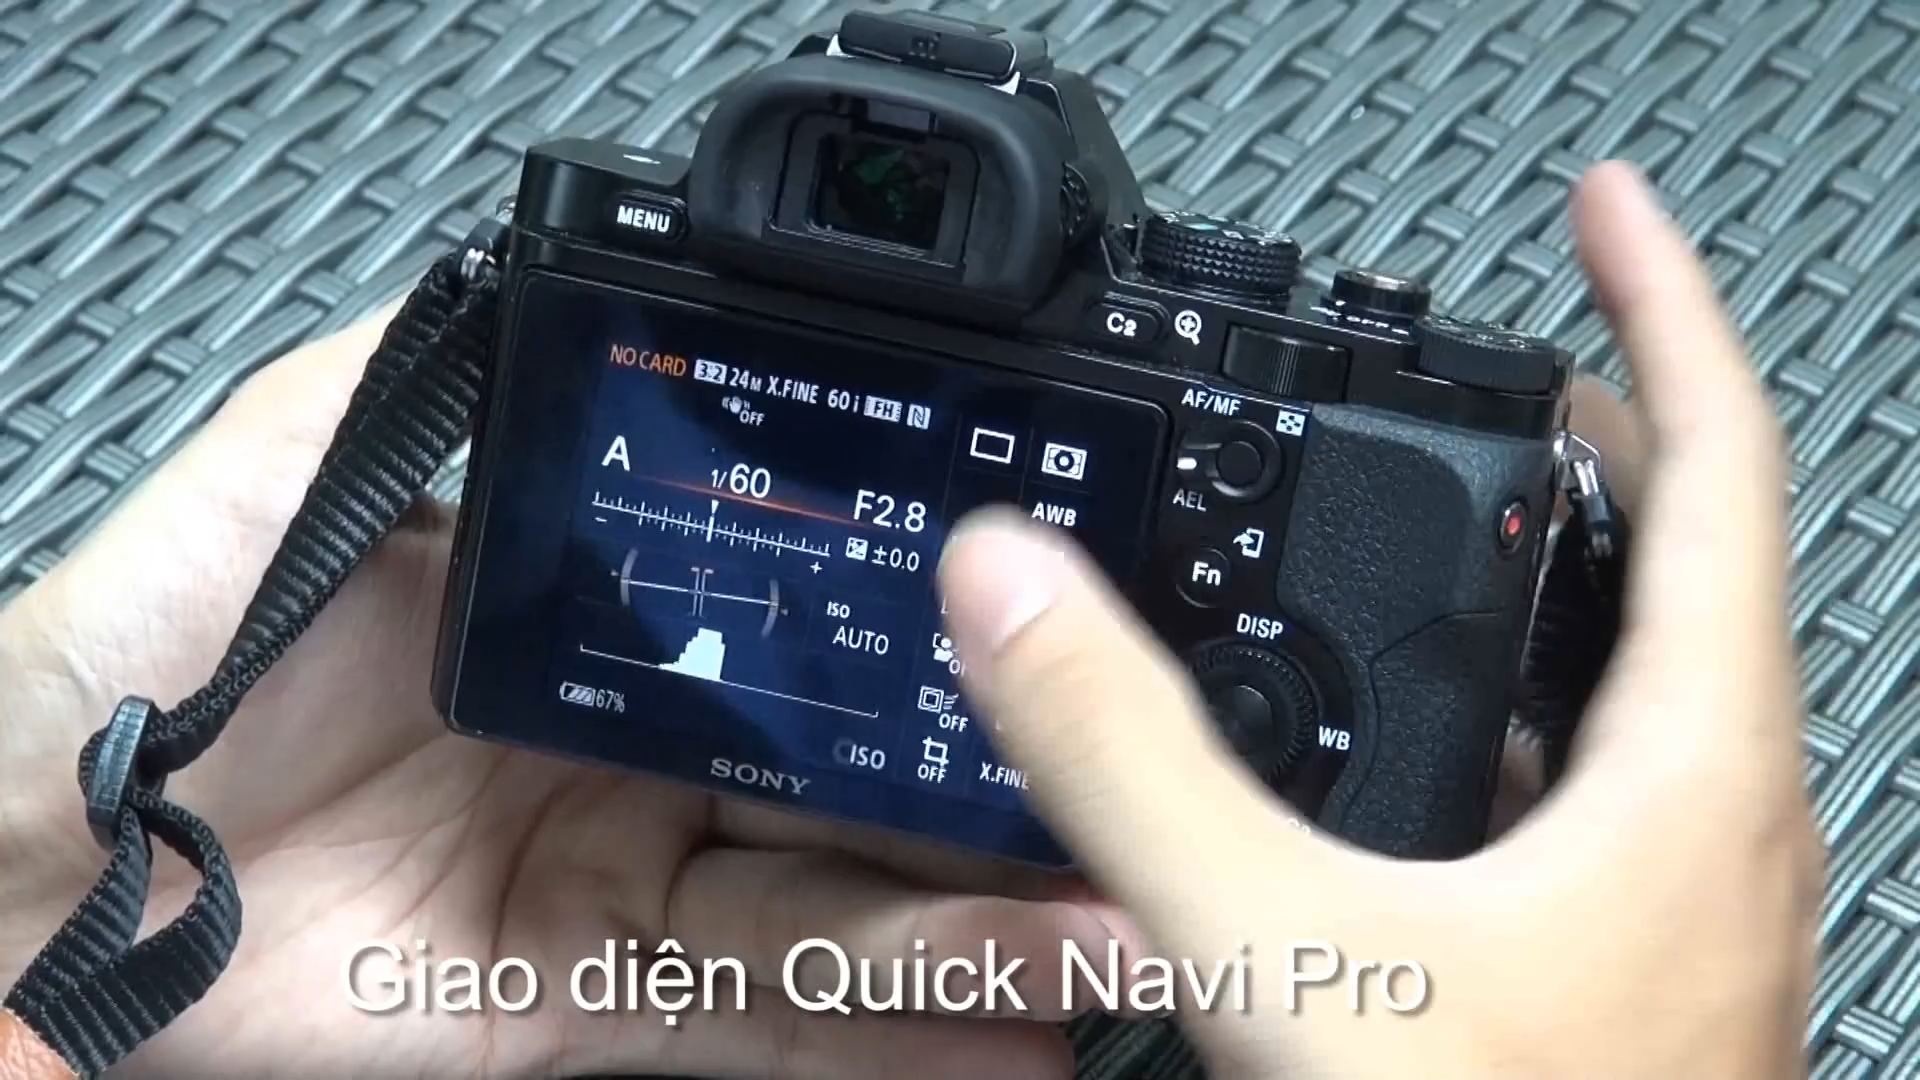 MENU
C2
NO CARD 3:2 24M X.FINE 60i FH N
OFF
AF/MF
A 1/60 F2.8
AWB
AEL
- +
±0.0
Fn
ISO
AUTO
DISP
OFF
67%
WB
ISO
OFF
X.FINE
SONY
Giao diện Quick Navi Pro